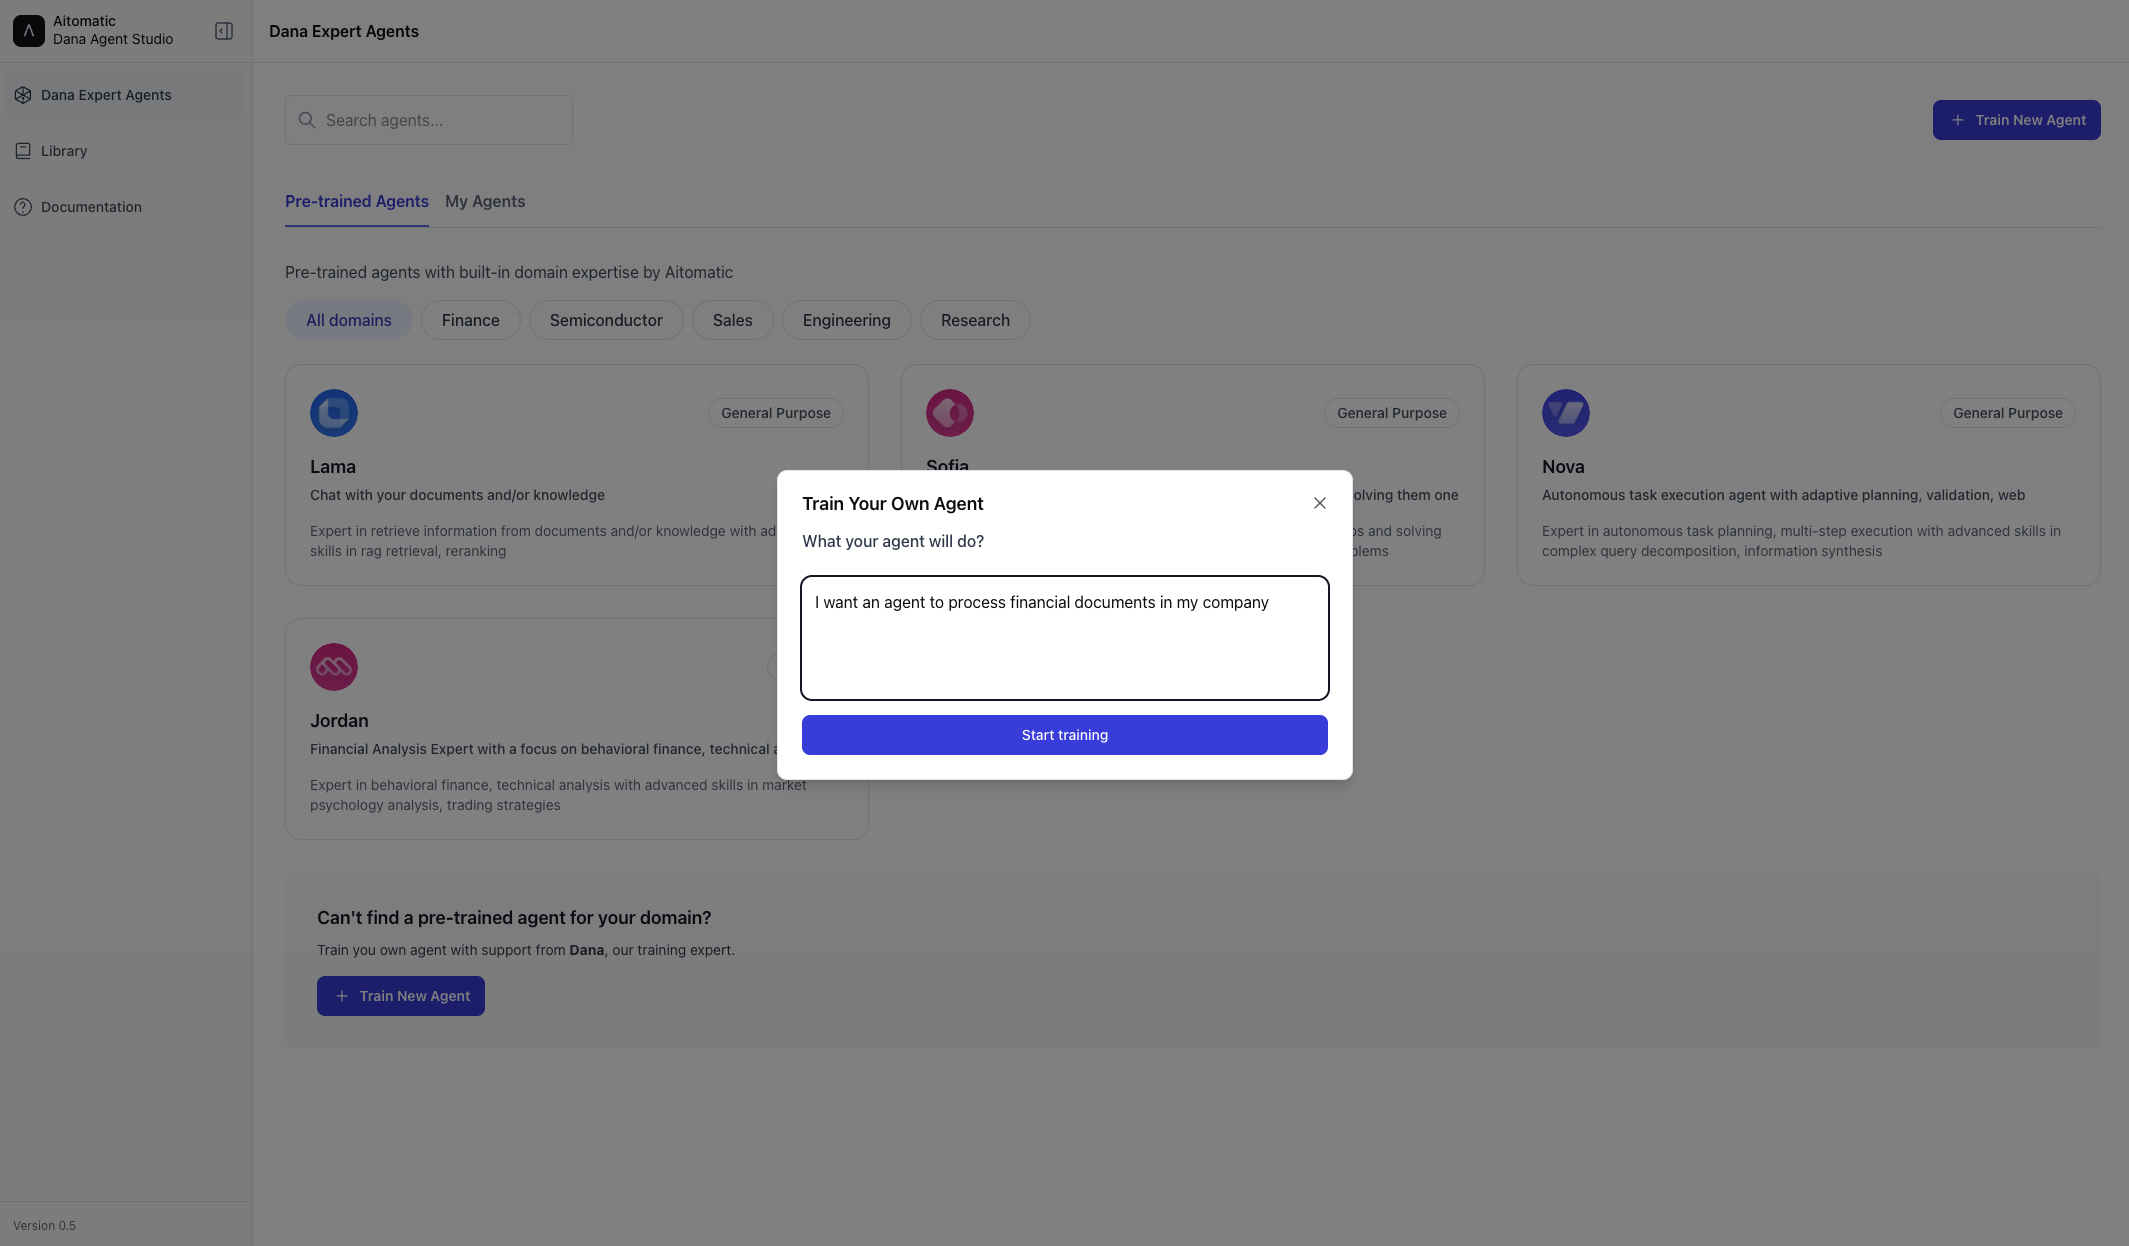 Aitomatic
Dana Agent Studio
Dana Expert Agents
Library
Documentation
Version 0.5
Dana Expert Agents
Search agents...
Train New Agent
Pre-trained Agents
My Agents
Pre-trained agents with built-in domain expertise by Aitomatic
All domains
Finance
Semiconductor
Sales
Engineering
Research
General Purpose
Lama
Chat with your documents and/or knowledge
Expert in retrieve information from documents and/or knowledge with
skills in rag retrieval, reranking
General Purpose
Sofia
them one
and solving
General Purpose
Nova
Autonomous task execution agent with adaptive planning, validation, web
Expert in autonomous task planning, multi-step execution with advanced skills in
complex query decomposition, information synthesis
Jordan
Financial Analysis Expert with a focus on behavioral finance, technical
Expert in behavioral finance, technical analysis with advanced skills in market
psychology analysis, trading strategies
Train Your Own Agent
What your agent will do?
I want an agent to process financial documents in my company
Start training
Can't find a pre-trained agent for your domain?
Train you own agent with support from Dana, our training expert.
Train New Agent